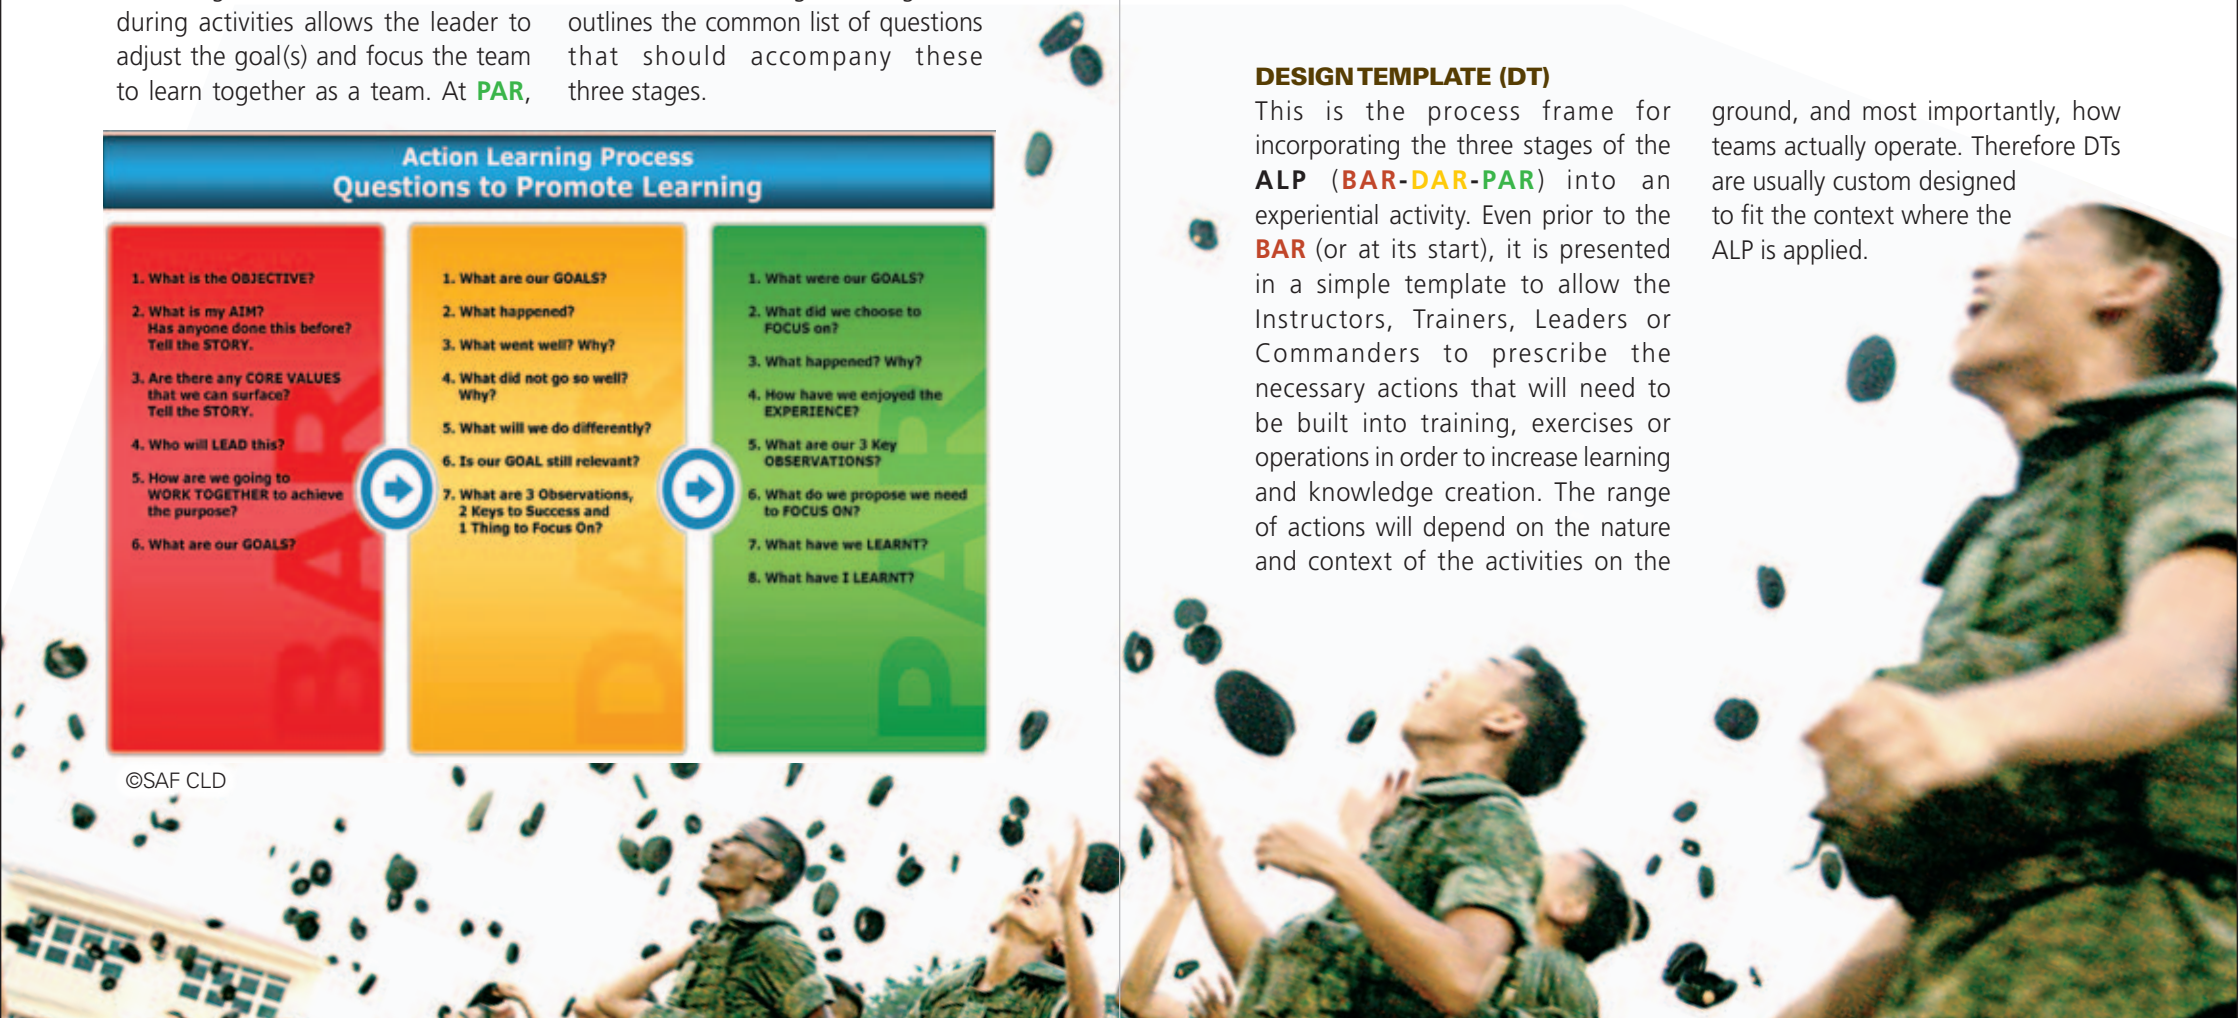 during activities allows the leader to
adjust the goal(s) and focus the team
to learn together as a team. At PAR,
outlines the common list of questions
that should accompany these
three stages.
Action Learning Process
Questions to Promote Learning
1. What is the OBJECTIVE?
2. What is my AIM?
Has anyone done this before?
Tell the STORY.
3. Are there any CORE VALUES
that we can surface?
Tell the STORY.
4. Who will LEAD this?
5. How are we going to
WORK TOGETHER to achieve
the purpose?
6. What are our GOALS?
BAR
1. What are our GOALS?
2. What happened?
3. What went well? Why?
4. What did not go so well?
Why?
5. What will we do differently?
6. Is our GOAL still relevant?
7. What are 3 Observations,
2 Keys to Success and
1 Thing to Focus On?
DAR
1. What were our GOALS?
2. What did we choose to
FOCUS on?
3. What happened? Why?
4. How have we enjoyed the
EXPERIENCE?
5. What are our 3 Key
OBSERVATIONS?
6. What do we propose we need
to FOCUS ON?
7. What have we LEARNT?
8. What have I LEARNT?
PAR
©SAF CLD
DESIGN TEMPLATE (DT)
This is the process frame for
incorporating the three stages of the
ALP (BAR-DAR-PAR) into an
experiential activity. Even prior to the
BAR (or at its start), it is presented
in a simple template to allow the
Instructors, Trainers, Leaders or
Commanders to prescribe the
necessary actions that will need to
be built into training, exercises or
operations in order to increase learning
and knowledge creation. The range
of actions will depend on the nature
and context of the activities on the
ground, and most importantly, how
teams actually operate. Therefore DTs
are usually custom designed
to fit the context where the
ALP is applied.